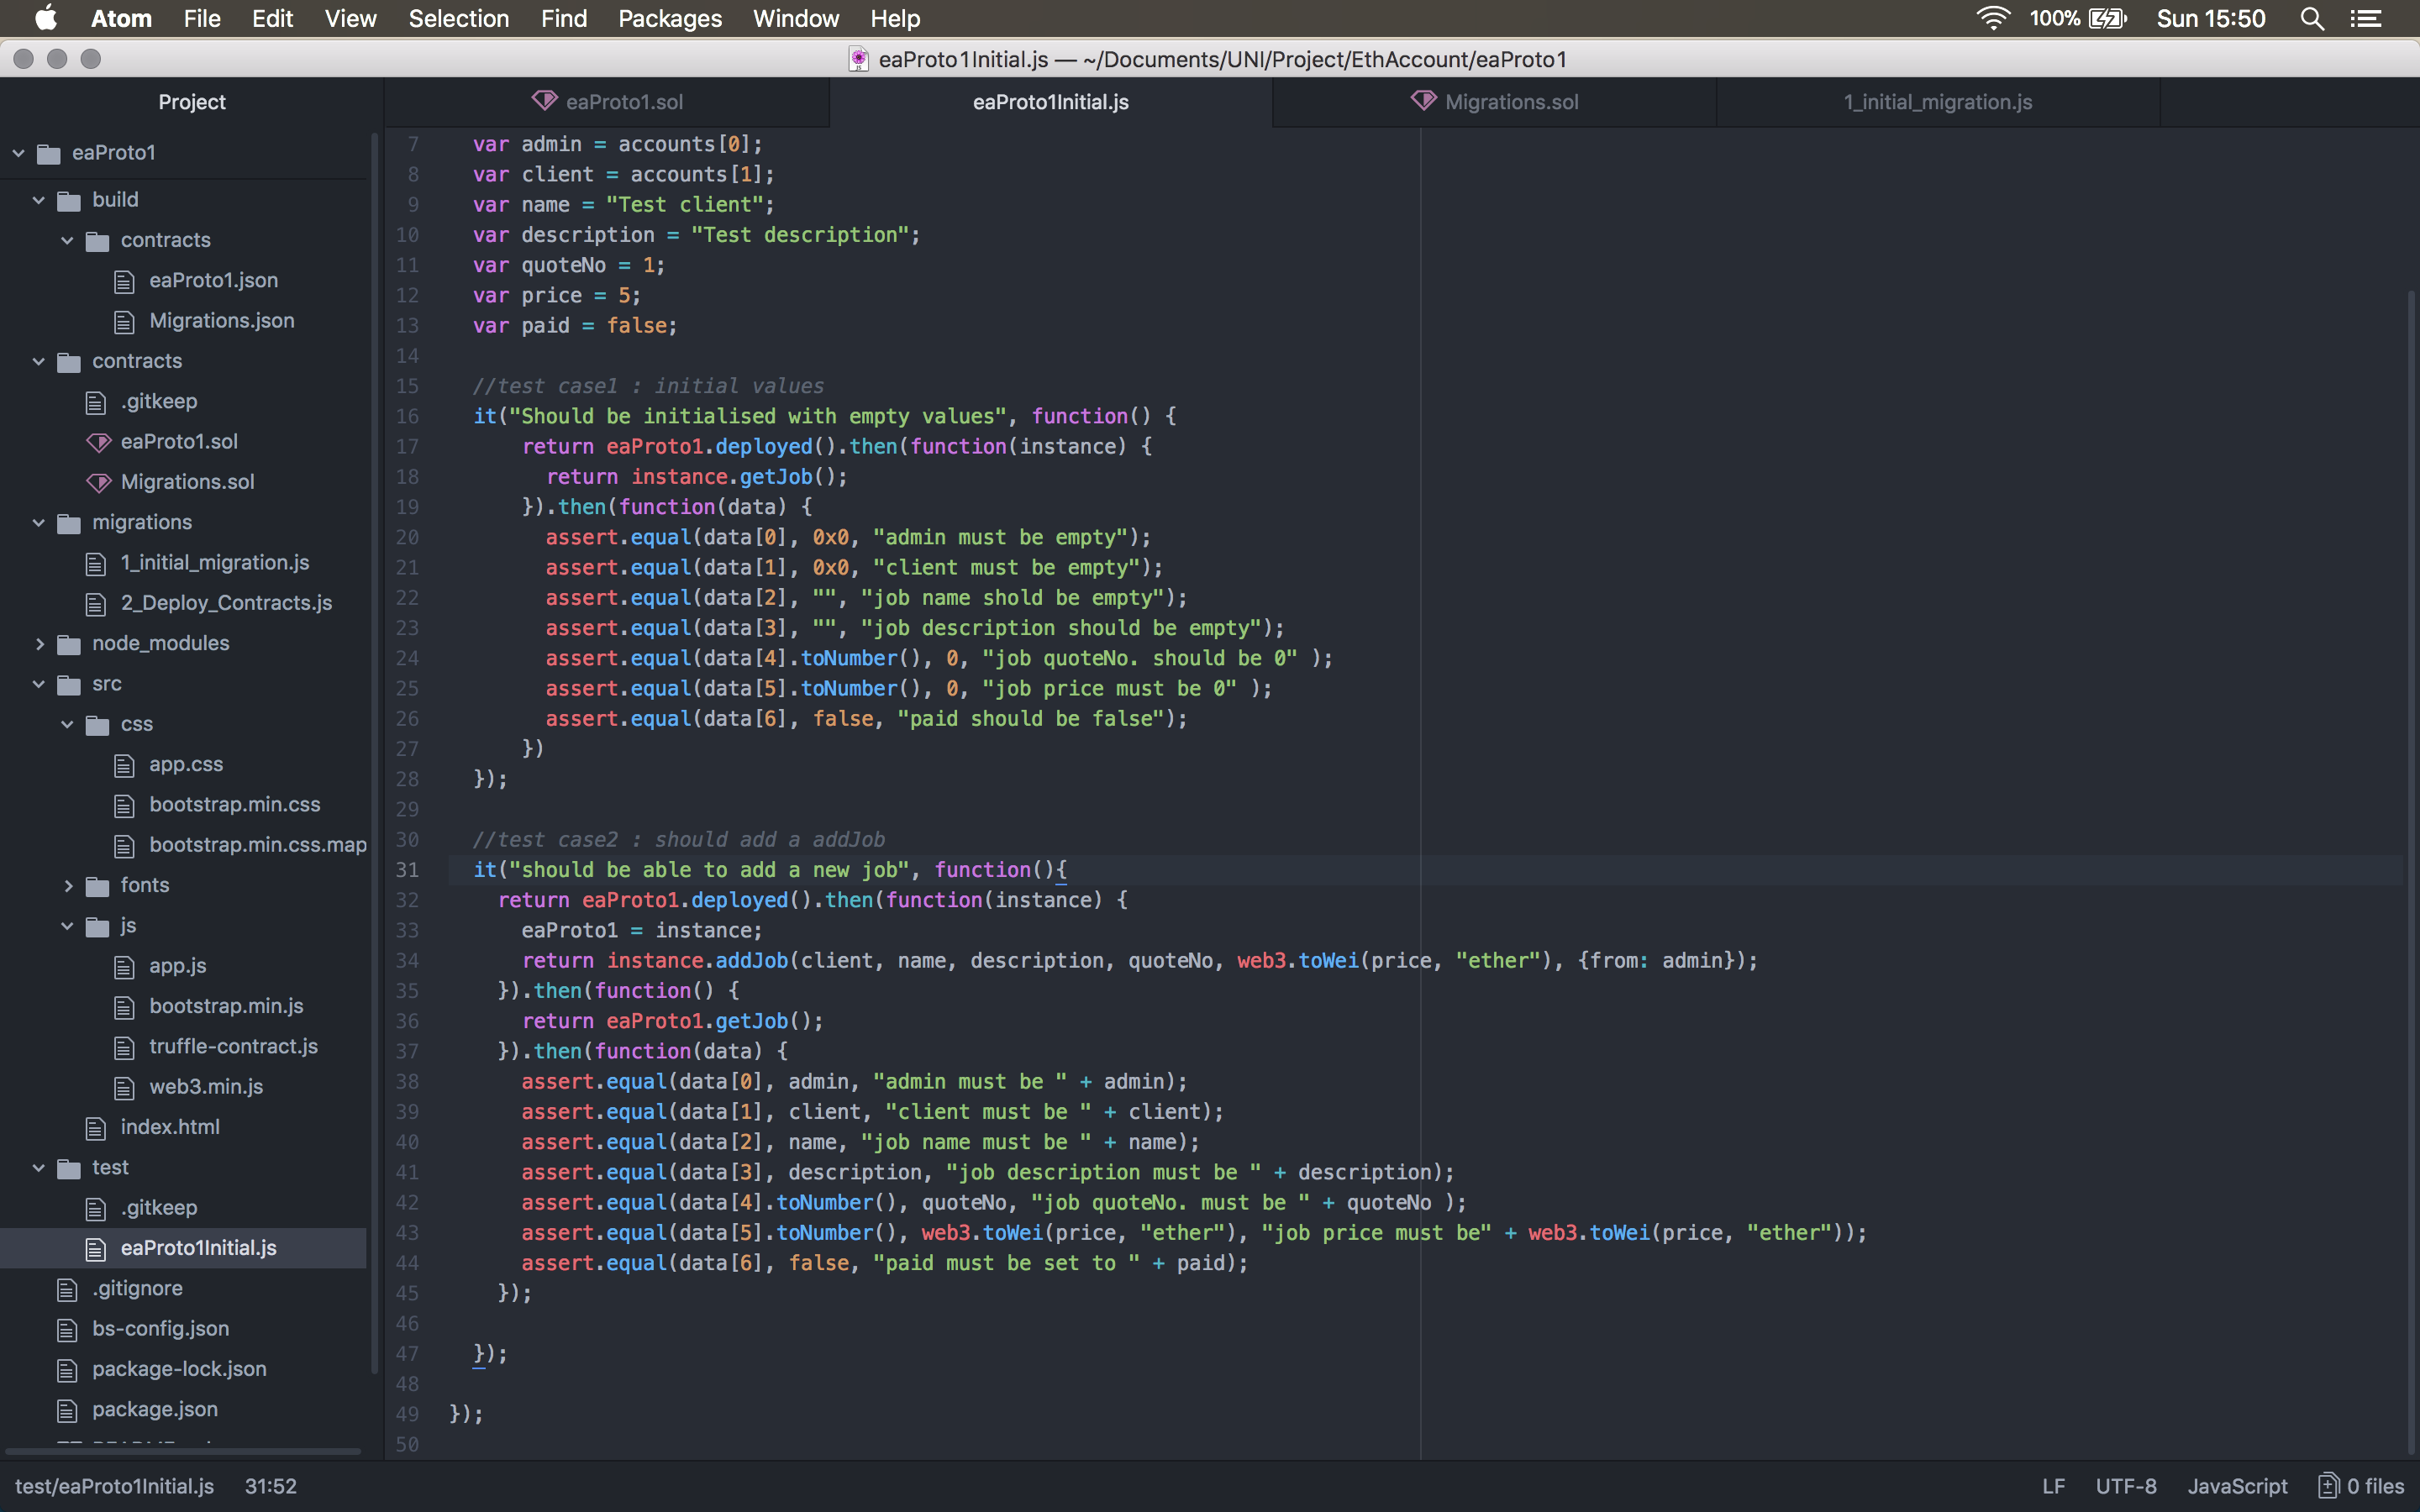 Atom File Edit View Selection Find Packages Window Help 100% Sun 15:50
eaProto1Initial.js — ~/Documents/UNI/Project/EthAccount/eaProto1
Project
eaProto1
build
contracts
eaProto1.json
Migrations.json
contracts
.gitkeep
eaProto1.sol
Migrations.sol
migrations
1_initial_migration.js
2_Deploy_Contracts.js
node_modules
src
css
app.css
bootstrap.min.css
bootstrap.min.css.map
fonts
js
app.js
bootstrap.min.js
truffle-contract.js
web3.min.js
index.html
test
.gitkeep
eaProto1Initial.js
.gitignore
bs-config.json
package-lock.json
package.json
eaProto1.sol eaProto1Initial.js Migrations.sol 1_initial_migration.js
7 var admin = accounts[0];
8 var client = accounts[1];
9 var name = "Test client";
10 var description = "Test description";
11 var quoteNo = 1;
12 var price = 5;
13 var paid = false;
14
15 //test case1 : initial values
16 it("Should be initialised with empty values", function() {
17 return eaProto1.deployed().then(function(instance) {
18 return instance.getJob();
19 }).then(function(data) {
20 assert.equal(data[0], 0x0, "admin must be empty");
21 assert.equal(data[1], 0x0, "client must be empty");
22 assert.equal(data[2], "", "job name shold be empty");
23 assert.equal(data[3], "", "job description should be empty");
24 assert.equal(data[4].toNumber(), 0, "job quoteNo. should be 0" );
25 assert.equal(data[5].toNumber(), 0, "job price must be 0" );
26 assert.equal(data[6], false, "paid should be false");
27 })
28 });
29
30 //test case2 : should add a addJob
31 it("should be able to add a new job", function(){
32 return eaProto1.deployed().then(function(instance) {
33 eaProto1 = instance;
34 return instance.addJob(client, name, description, quoteNo, web3.toWei(price, "ether"), {from: admin});
35 }).then(function() {
36 return eaProto1.getJob();
37 }).then(function(data) {
38 assert.equal(data[0], admin, "admin must be " + admin);
39 assert.equal(data[1], client, "client must be " + client);
40 assert.equal(data[2], name, "job name must be " + name);
41 assert.equal(data[3], description, "job description must be " + description);
42 assert.equal(data[4].toNumber(), quoteNo, "job quoteNo. must be " + quoteNo );
43 assert.equal(data[5].toNumber(), web3.toWei(price, "ether"), "job price must be" + web3.toWei(price, "ether"));
44 assert.equal(data[6], false, "paid must be set to " + paid);
45 });
46
47 });
48
49 });
50
test/eaProto1Initial.js 31:52 LF UTF-8 JavaScript 0 files